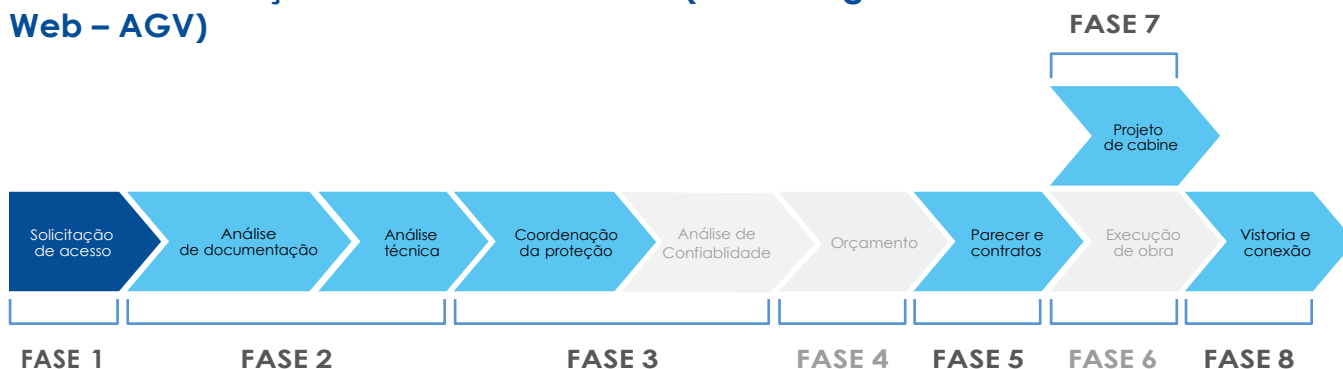 Web – AGV)
FASE 7
Projeto
de cabine
Solicitação
de acesso
Análise
de documentação
Análise
técnica
Coordenação
da proteção
Análise de
Confiablidade
Orçamento
Parecer e
contratos
Execução
de obra
Vistoria e
conexão
FASE 1
FASE 2
FASE 3
FASE 4
FASE 5
FASE 6
FASE 8